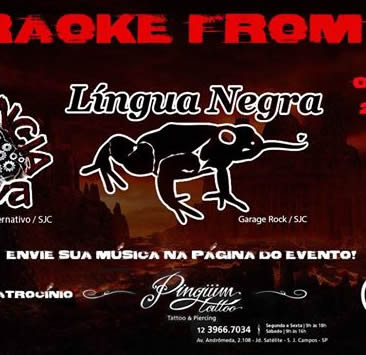 RAOKE FROM
Língua Negra
ernativo / SJC
Garage Rock / SJC
ENVIE SUA MÚSICA NA PÁGINA DO EVENTO!
ATROCÍNIO
Pingüim
tattoo
Tattoo & Piercing
12 3966.7034
Segunda a Sexta | 9h às 18h
Sábado | 9h às 16h
Av. Andrômeda, 2.108 - Jd. Satélite - S. J. Campos - SP